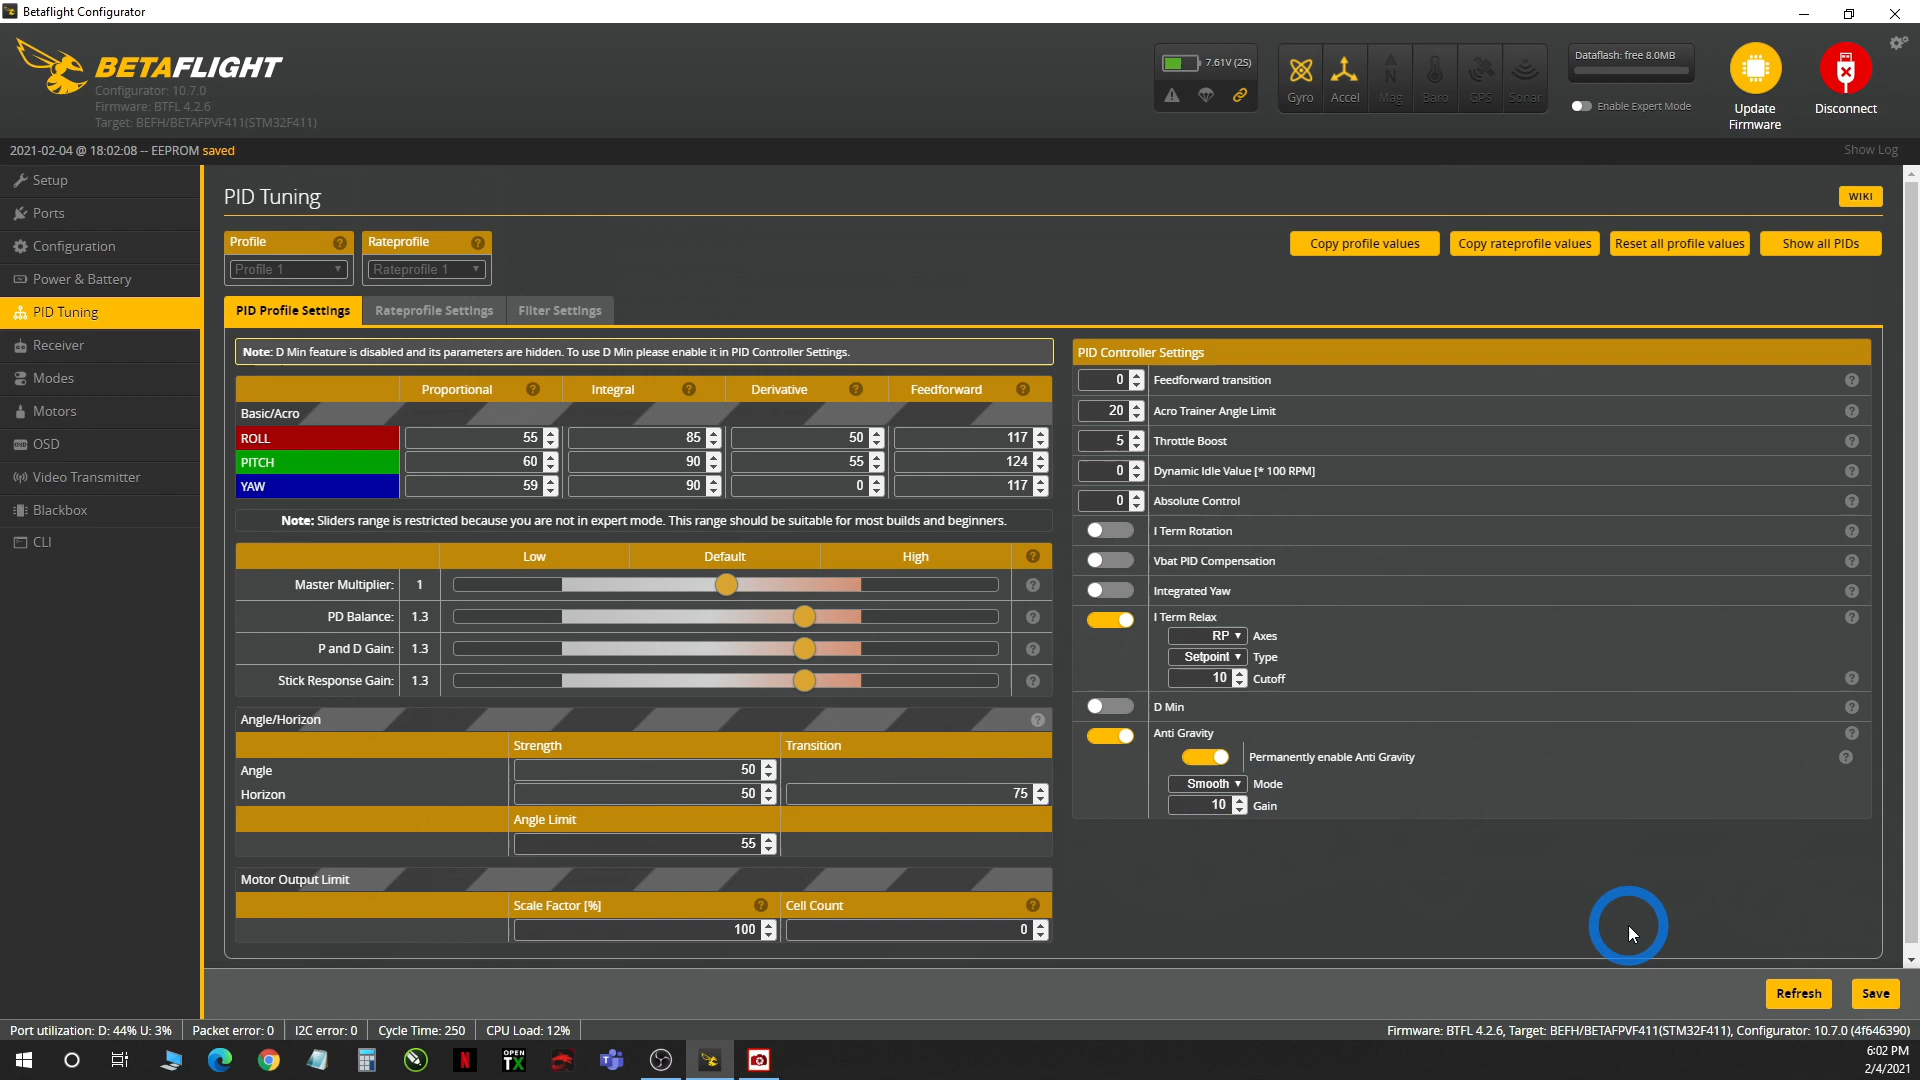 Betaflight Configurator
BETAFLIGHT
Configurator: 10.7.0
Firmware: BTFL 4.2.6
Target: BEFH/BETAFPVF411(STM32F411)
7.61V (2S)
Gyro
Accel
Mag
Baro
GPS
Sonar
Dataflash: free 8.0MB
Enable Expert Mode
Update
Firmware
Disconnect
2021-02-04 @ 18:02:08 -- EEPROM saved
Show Log
Setup
Ports
Configuration
Power & Battery
PID Tuning
Receiver
Modes
Motors
OSD
Video Transmitter
Blackbox
CLI
PID Tuning
WIKI
Profile
Profile 1
Rateprofile
Rateprofile 1
Copy profile values
Copy rateprofile values
Reset all profile values
Show all PIDs
PID Profile Settings
Rateprofile Settings
Filter Settings
Note: D Min feature is disabled and its parameters are hidden. To use D Min please enable it in PID Controller Settings.
Proportional Integral Derivative Feedforward
Basic/Acro
ROLL 55 85 50 117
PITCH 60 90 55 124
YAW 59 90 0 117
Note: Sliders range is restricted because you are not in expert mode. This range should be suitable for most builds and beginners.
Low Default High
Master Multiplier: 1
PD Balance: 1.3
P and D Gain: 1.3
Stick Response Gain: 1.3
Angle/Horizon
Strength Transition
Angle 50
Horizon 50 75
Angle Limit
55
Motor Output Limit
Scale Factor [%] Cell Count
100 0
PID Controller Settings
0 Feedforward transition
20 Acro Trainer Angle Limit
5 Throttle Boost
0 Dynamic Idle Value [* 100 RPM]
0 Absolute Control
I Term Rotation
Vbat PID Compensation
Integrated Yaw
I Term Relax
RP Axes
Setpoint Type
10 Cutoff
D Min
Anti Gravity
Permanently enable Anti Gravity
Smooth Mode
10 Gain
Refresh
Save
Port utilization: D: 44% U: 3% Packet error: 0 I2C error: 0 Cycle Time: 250 CPU Load: 12%
Firmware: BTFL 4.2.6, Target: BEFH/BETAFPVF411(STM32F411), Configurator: 10.7.0 (4f646390)
OPEN
TX
6:02 PM
2/4/2021